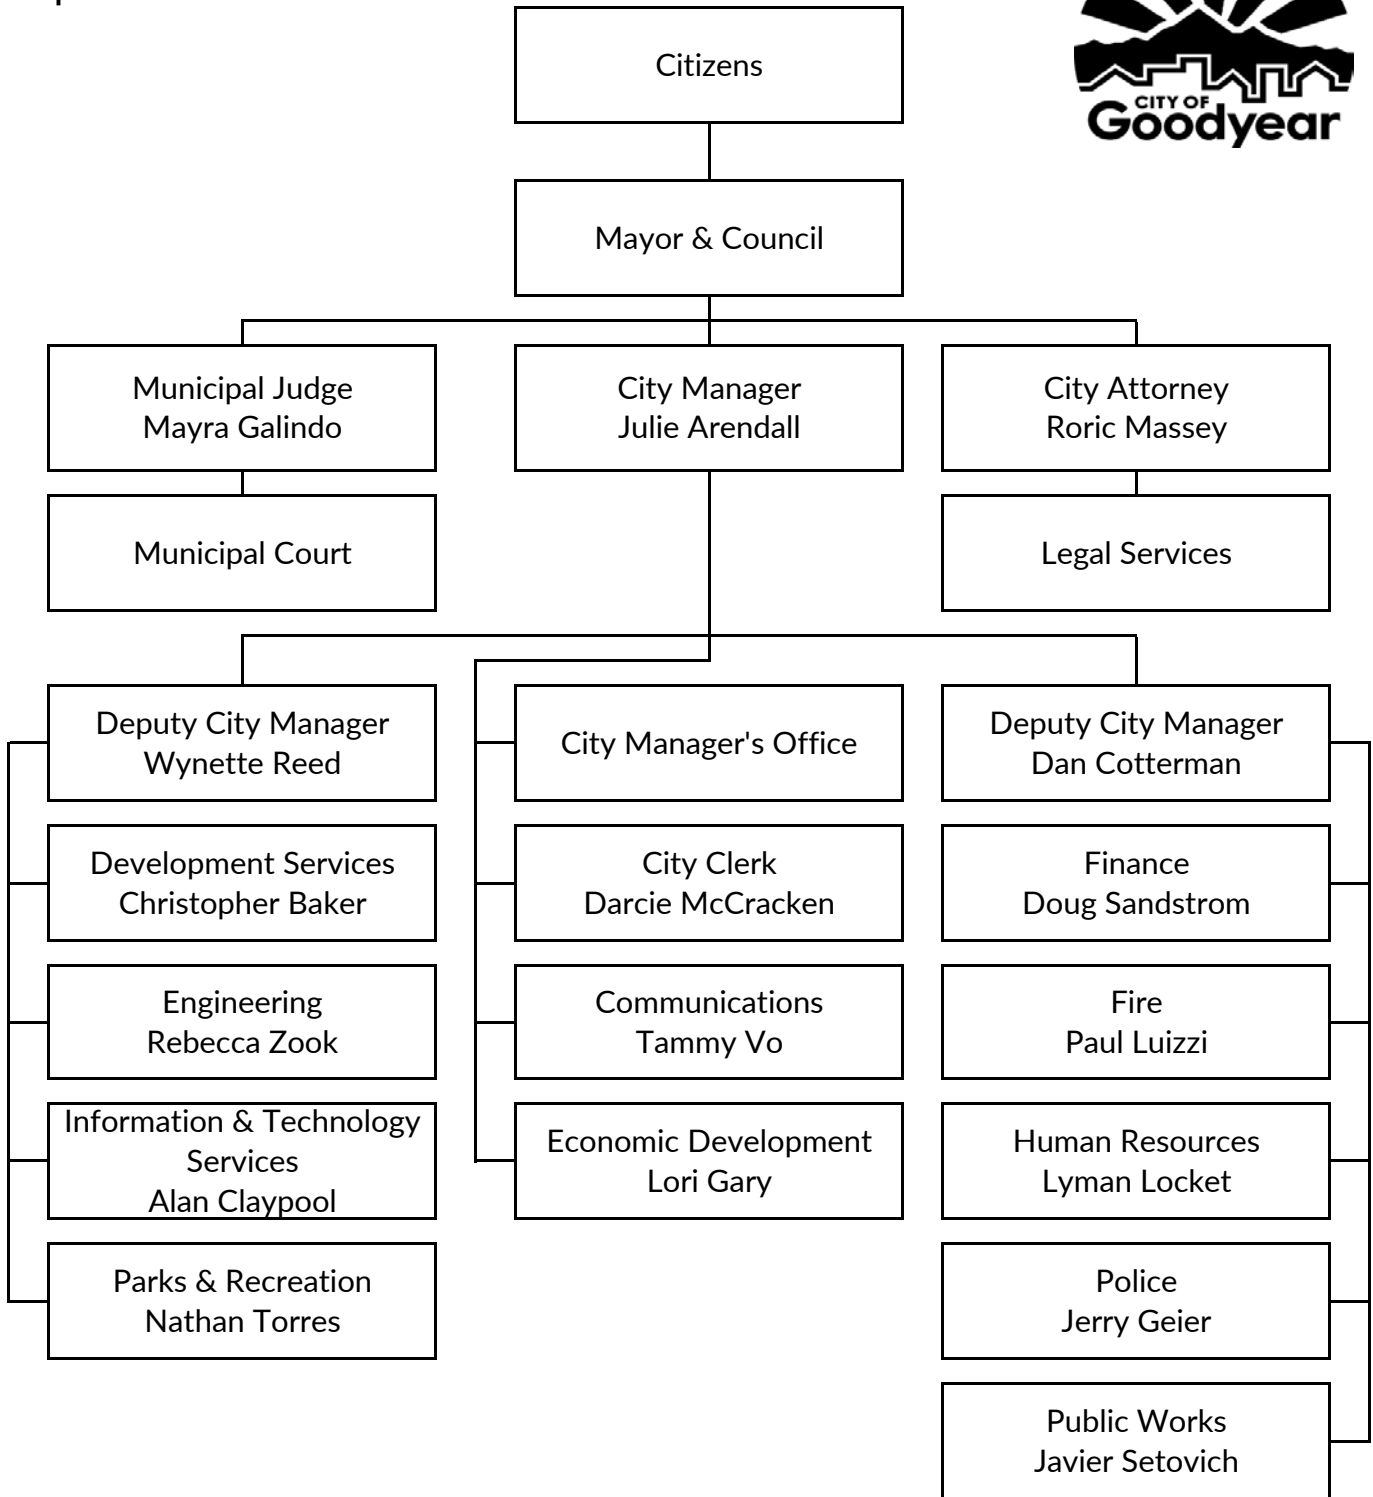 CITY OF
Goodyear
Citizens
Mayor & Council
Municipal Judge
Mayra Galindo
City Manager
Julie Arendall
City Attorney
Roric Massey
Municipal Court
Legal Services
Deputy City Manager
Wynette Reed
City Manager's Office
Deputy City Manager
Dan Cotterman
Development Services
Christopher Baker
City Clerk
Darcie McCracken
Finance
Doug Sandstrom
Engineering
Rebecca Zook
Communications
Tammy Vo
Fire
Paul Luizzi
Information & Technology
Services
Alan Claypool
Economic Development
Lori Gary
Human Resources
Lyman Locket
Parks & Recreation
Nathan Torres
Police
Jerry Geier
Public Works
Javier Setovich